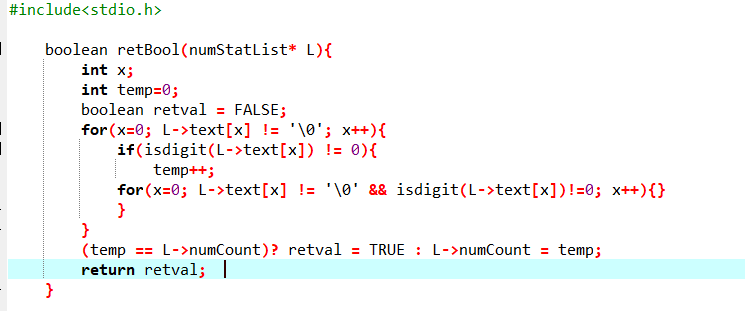 #include<stdio.h>
boolean retBool(numStatList* L){
int x;
int temp=0;
boolean retval = FALSE;
for(x=0; L->text[x] != '\0'; x++){
if(isdigit(L->text[x]) != 0){
temp++;
for(x=0; L->text[x] != '\0' && isdigit(L->text[x])!=0; x++){}
}
}
(temp == L->numCount)? retval = TRUE : L->numCount = temp;
return retval;
}